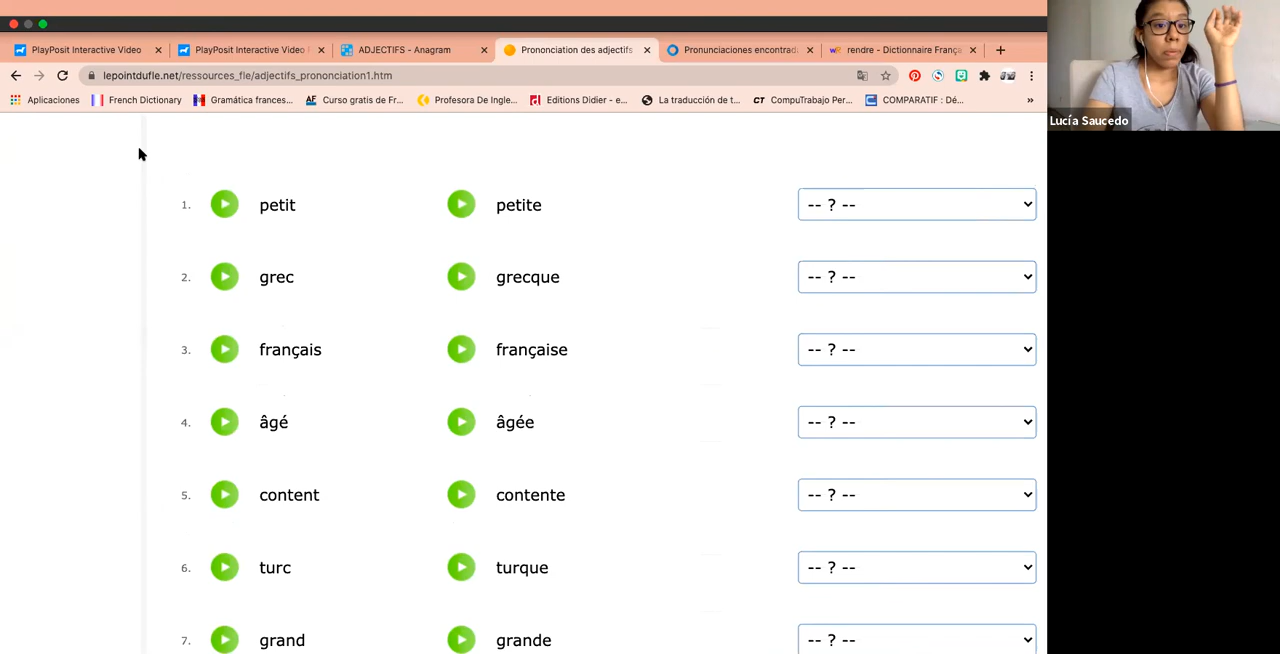 PlayPosit Interactive Video
PlayPosit Interactive Video
ADJECTIFS - Anagram
Prononciation des adjectifs
Pronunciaciones encontrad
rendre - Dictionnaire França
lepointdufle.net/ressources_fle/adjectifs_prononciation1.htm
Aplicaciones
French Dictionary
Gramática frances...
Curso gratis de Fr...
Profesora De Ingle...
Editions Didier - e...
La traducción de t...
CompuTrabajo Per...
COMPARATIF : Dé...
»
Lucía Saucedo
1. petit petite -- ? --
2. grec grecque -- ? --
3. français française -- ? --
4. âgé âgée -- ? --
5. content contente -- ? --
6. turc turque -- ? --
7. grand grande -- ? --